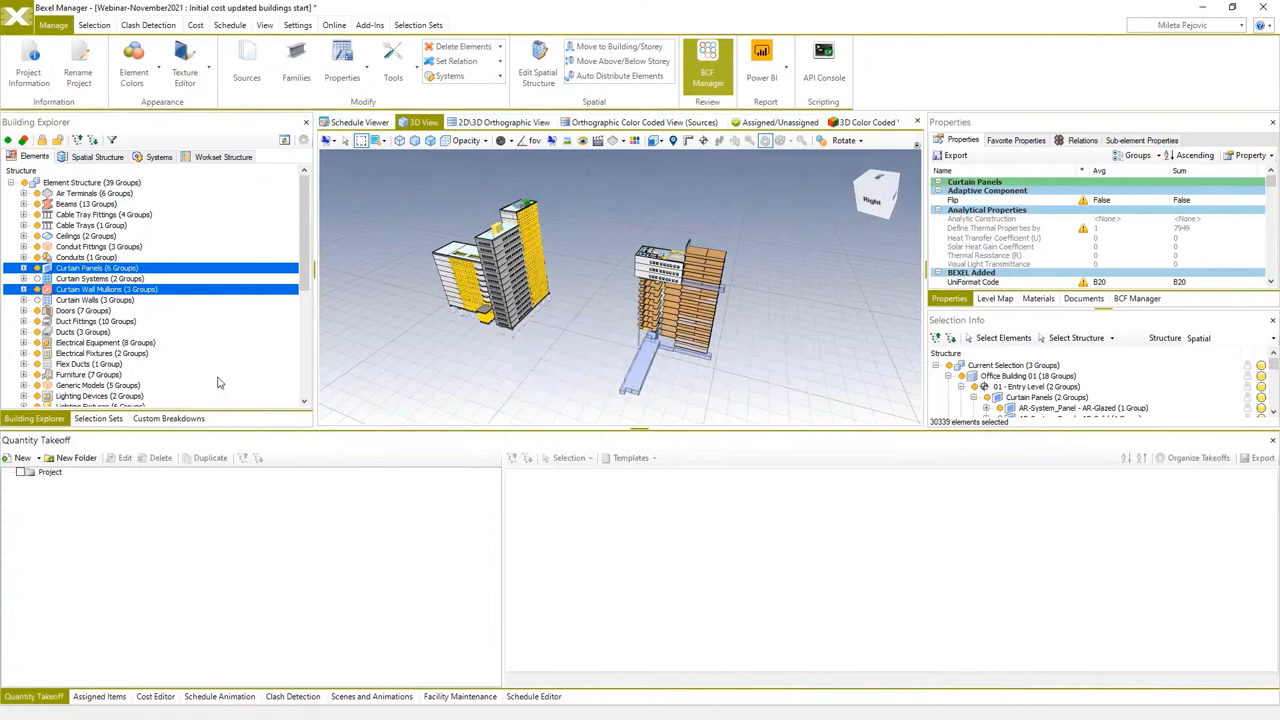 Bexel Manager - [Webinar-November2021 : Initial cost updated buildings start] *
Manage Selection Clash Detection Cost Schedule View Settings Online Add-Ins Selection Sets Mileta Pejovic
Project Information Rename Project Information
Element Colors Texture Editor Appearance
Sources Families Properties Tools Delete Elements Set Relation Systems Modify
Edit Spatial Structure Move to Building/Storey Move Above/Below Storey Auto Distribute Elements Spatial
BCF Manager Review
Power BI Report
API Console Scripting
Building Explorer
Elements Spatial Structure Systems Workset Structure
Structure
Element Structure (39 Groups)
Air Terminals (6 Groups)
Beams (13 Groups)
Cable Tray Fittings (4 Groups)
Cable Trays (1 Group)
Ceilings (2 Groups)
Conduit Fittings (3 Groups)
Conduits (1 Group)
Curtain Panels (6 Groups)
Curtain Systems (2 Groups)
Curtain Wall Mullions (3 Groups)
Curtain Walls (3 Groups)
Doors (7 Groups)
Duct Fittings (10 Groups)
Ducts (3 Groups)
Electrical Equipment (8 Groups)
Electrical Fixtures (2 Groups)
Flex Ducts (1 Group)
Furniture (7 Groups)
Generic Models (5 Groups)
Lighting Devices (2 Groups)
Building Explorer Selection Sets Custom Breakdowns
Schedule Viewer 3D View 2D\3D Orthographic View Orthographic Color Coded View (Sources) Assigned/Unassigned 3D Color Coded
Opacity fov Rotate
Right
Properties
Properties Favorite Properties Relations Sub-element Properties
Export Groups Ascending Property
Name * Avg Sum
Curtain Panels
Adaptive Component
Flip False False
Analytical Properties
Analytic Construction <None> <None>
Define Thermal Properties by 1 7949
Heat Transfer Coefficient (U) 0 0
Solar Heat Gain Coefficient 0 0
Thermal Resistance (R) 0 0
Visual Light Transmittance 0 0
BEXEL Added
UniFormat Code B20 B20
Properties Level Map Materials Documents BCF Manager
Selection Info
Select Elements Select Structure Structure Spatial
Structure
Current Selection (3 Groups)
Office Building 01 (18 Groups)
01 - Entry Level (2 Groups)
Curtain Panels (2 Groups)
AR-System_Panel - AR-Glazed (1 Group)
30339 elements selected
Quantity Takeoff
New New Folder Edit Delete Duplicate Selection Templates Organize Takeoffs Export
Project
Quantity Takeoff Assigned Items Cost Editor Schedule Animation Clash Detection Scenes and Animations Facility Maintenance Schedule Editor